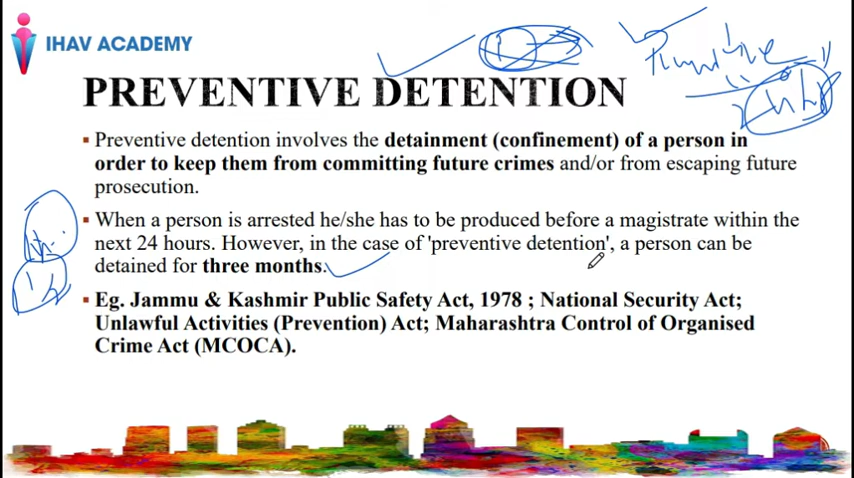 IHAV ACADEMY
PREVENTIVE DETENTION
▪ Preventive detention involves the detainment (confinement) of a person in
order to keep them from committing future crimes and/or from escaping future
prosecution.
▪ When a person is arrested he/she has to be produced before a magistrate within the
next 24 hours. However, in the case of 'preventive detention', a person can be
detained for three months.
▪ Eg. Jammu & Kashmir Public Safety Act, 1978 ; National Security Act;
Unlawful Activities (Prevention) Act; Maharashtra Control of Organised
Crime Act (MCOCA).